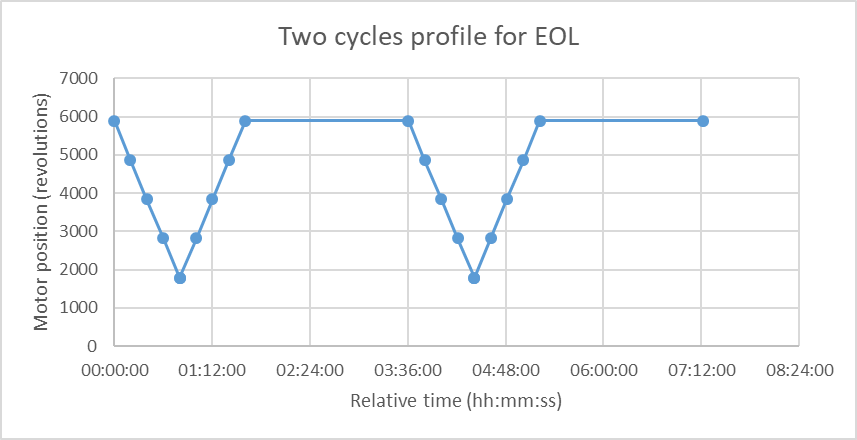 Two cycles profile for EOL
7000
6000
5000
4000
3000
2000
1000
0
Motor position (revolutions)
00:00:00 01:12:00 02:24:00 03:36:00 04:48:00 06:00:00 07:12:00 08:24:00
Relative time (hh:mm:ss)